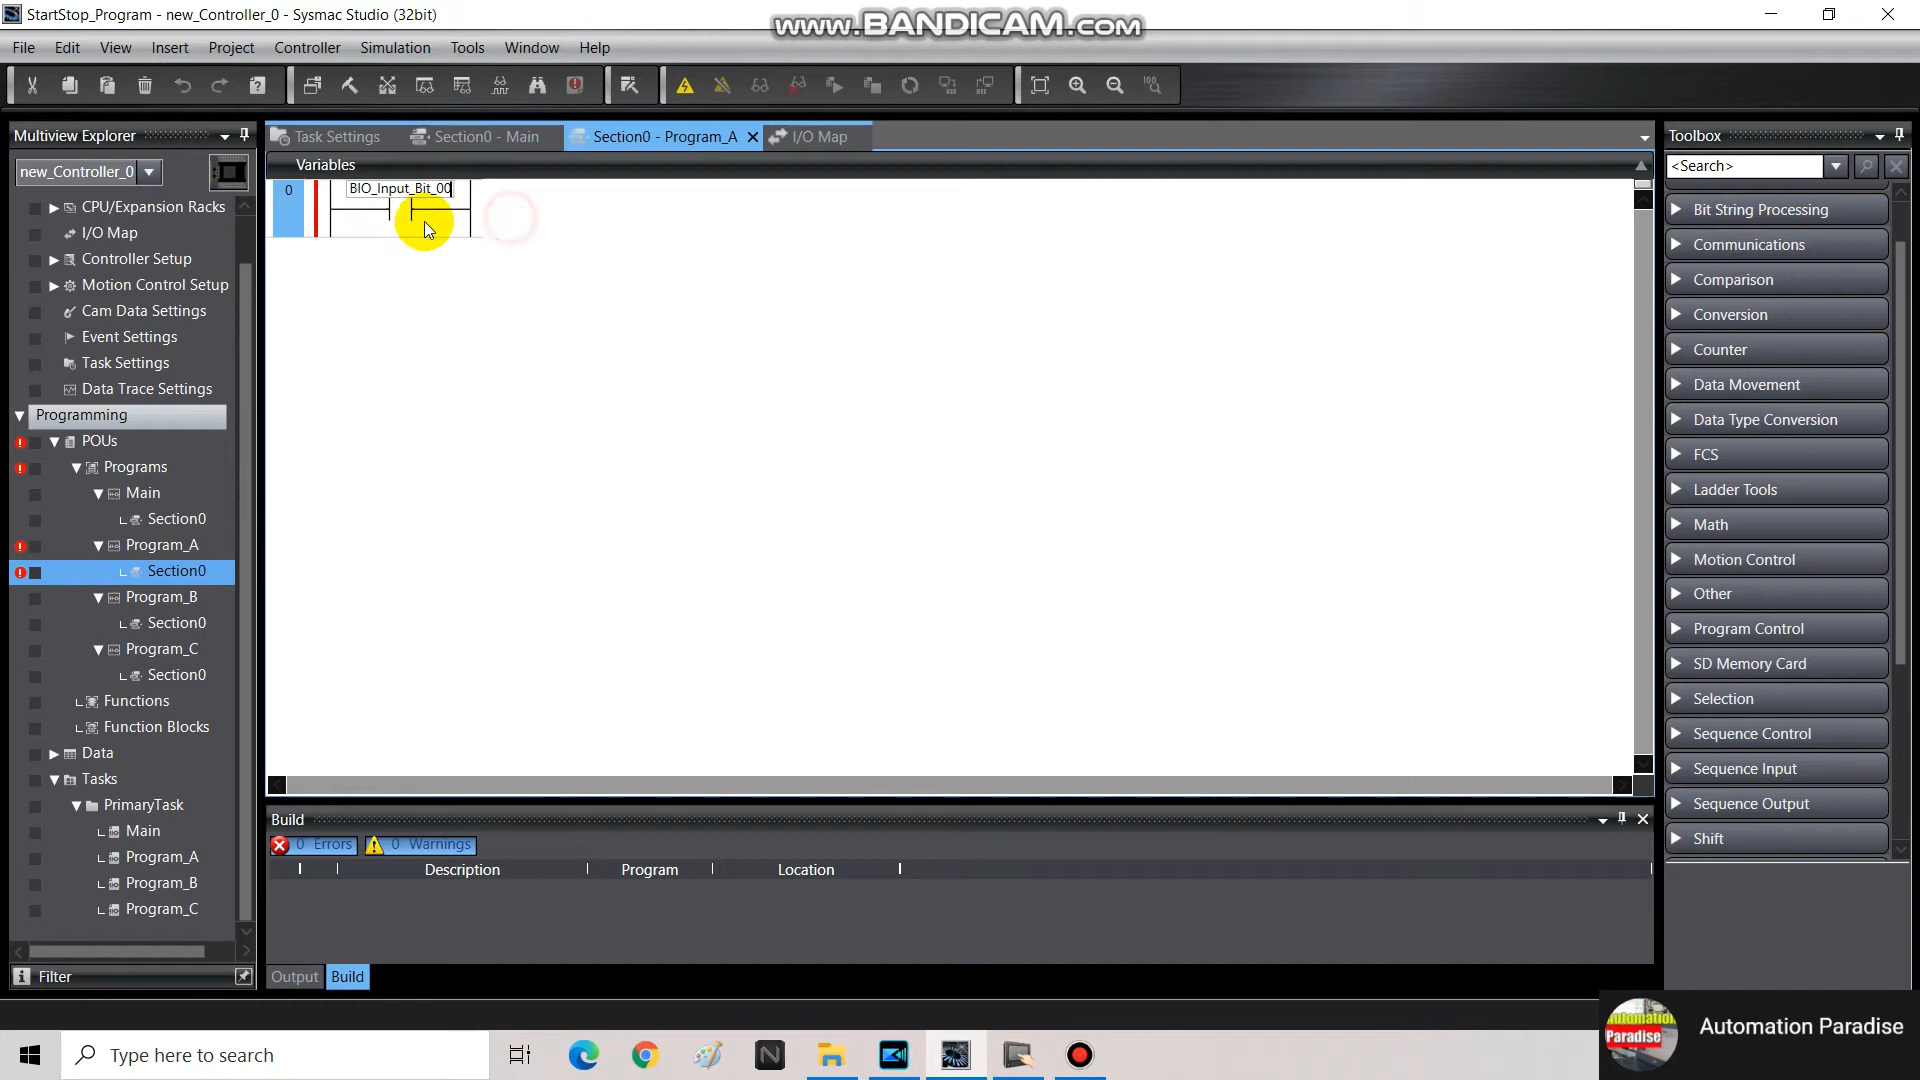 StartStop_Program - new_Controller_0 - Sysmac Studio (32bit)
www.BANDICAM.com
File Edit View Insert Project Controller Simulation Tools Window Help
Multiview Explorer
new_Controller_0
CPU/Expansion Racks
I/O Map
Controller Setup
Motion Control Setup
Cam Data Settings
Event Settings
Task Settings
Data Trace Settings
Programming
POUs
Programs
Main
Section0
Program_A
Section0
Program_B
Section0
Program_C
Section0
Functions
Function Blocks
Data
Tasks
PrimaryTask
Main
Program_A
Program_B
Program_C
Filter
Task Settings Section0 - Main Section0 - Program_A I/O Map
Variables
0 BIO_Input_Bit_00
Build
0 Errors 0 Warnings
Description Program Location
Output Build
Toolbox
<Search>
Bit String Processing
Communications
Comparison
Conversion
Counter
Data Movement
Data Type Conversion
FCS
Ladder Tools
Math
Motion Control
Other
Program Control
SD Memory Card
Selection
Sequence Control
Sequence Input
Sequence Output
Shift
Type here to search
Automation
Paradise
Automation Paradise